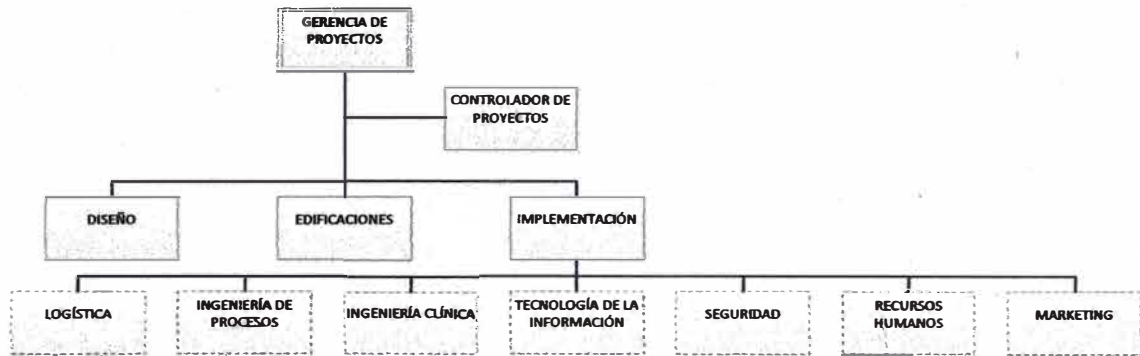 GERENCIA DE
PROYECTOS
CONTROLADOR DE
PROYECTOS
DISEÑO
EDIFICACIONES
IMPLEMENTACIÓN
LOGÍSTICA
INGENIERÍA DE
PROCESOS
INGENIERÍA CLÍNICA
TECNOLOGÍA DE LA
INFORMACIÓN
SEGURIDAD
RECURSOS
HUMANOS
MARKETING